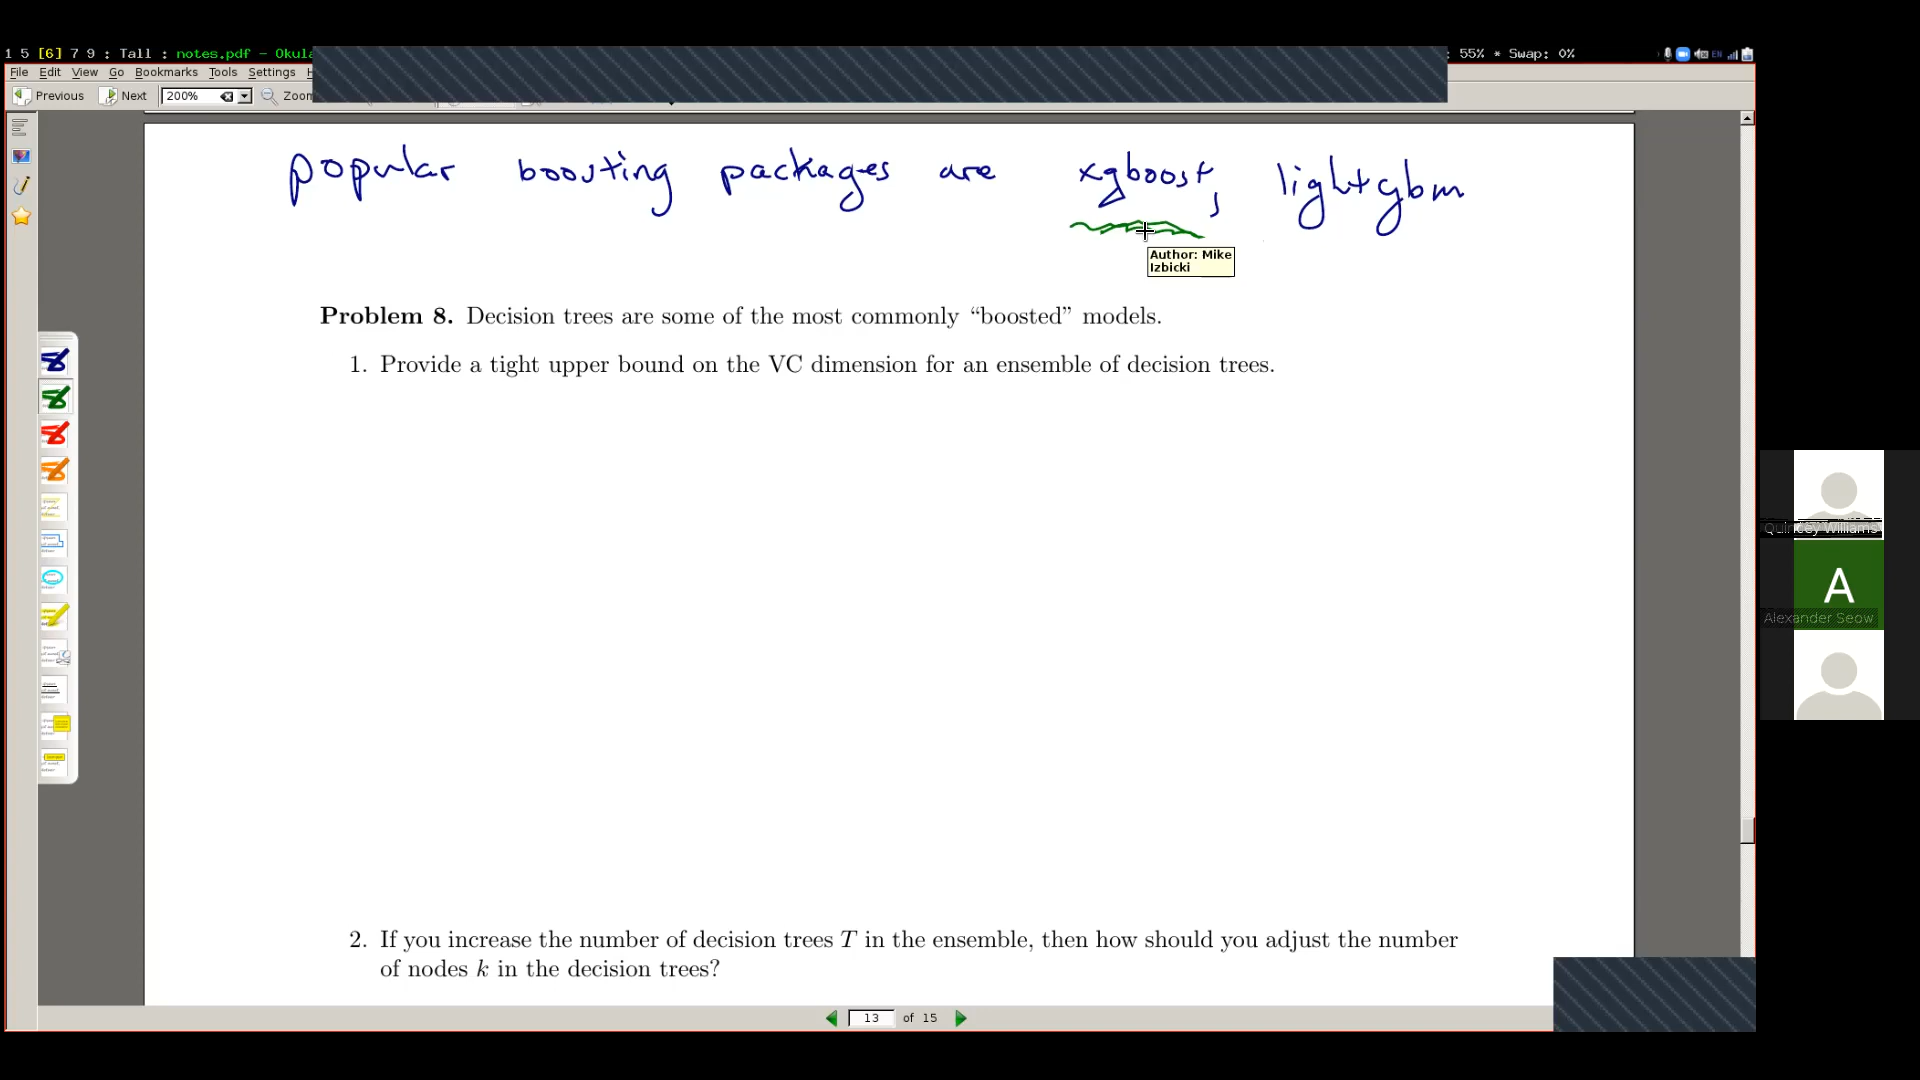 1 5 [6] 7 9 : Tall : notes.pdf - Okula
: 55% * Swap: 0%
EN
File Edit View Go Bookmarks Tools Settings H
Previous Next 200% Zoom
popular boosting packages are xgboost, lightgbm
Author: Mike
Izbicki
Problem 8. Decision trees are some of the most commonly “boosted” models.
1. Provide a tight upper bound on the VC dimension for an ensemble of decision trees.
Quincey Williams
A
Alexander Seow
2. If you increase the number of decision trees T in the ensemble, then how should you adjust the number
of nodes k in the decision trees?
13 of 15